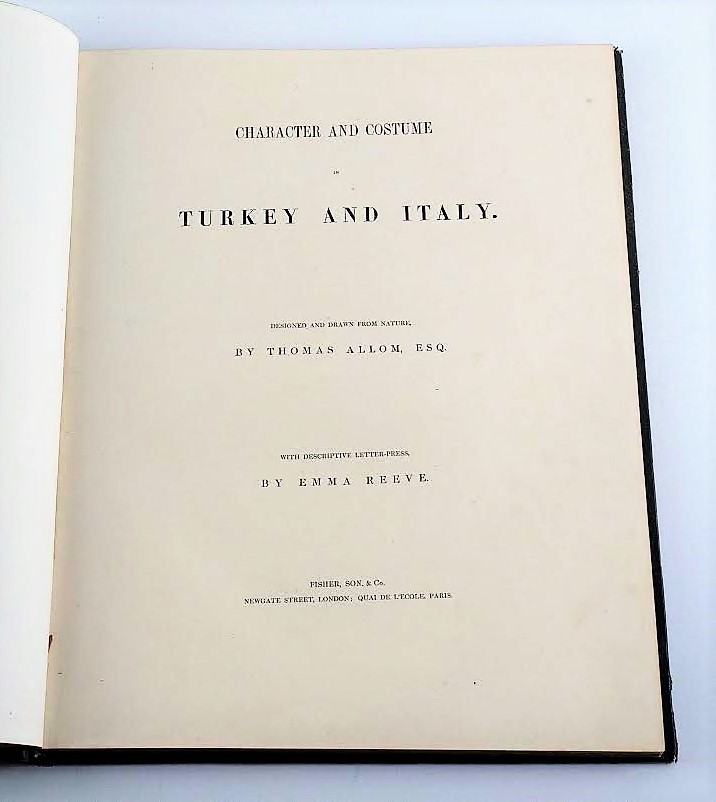 CHARACTER AND COSTUME
IN
TURKEY AND ITALY.
DESIGNED AND DRAWN FROM NATURE,
BY THOMAS ALLOM, ESQ.
WITH DESCRIPTIVE LETTER-PRESS,
BY EMMA REEVE.
FISHER, SON, & Co.
NEWGATE STREET, LONDON; QUAI DE L'ECOLE, PARIS.